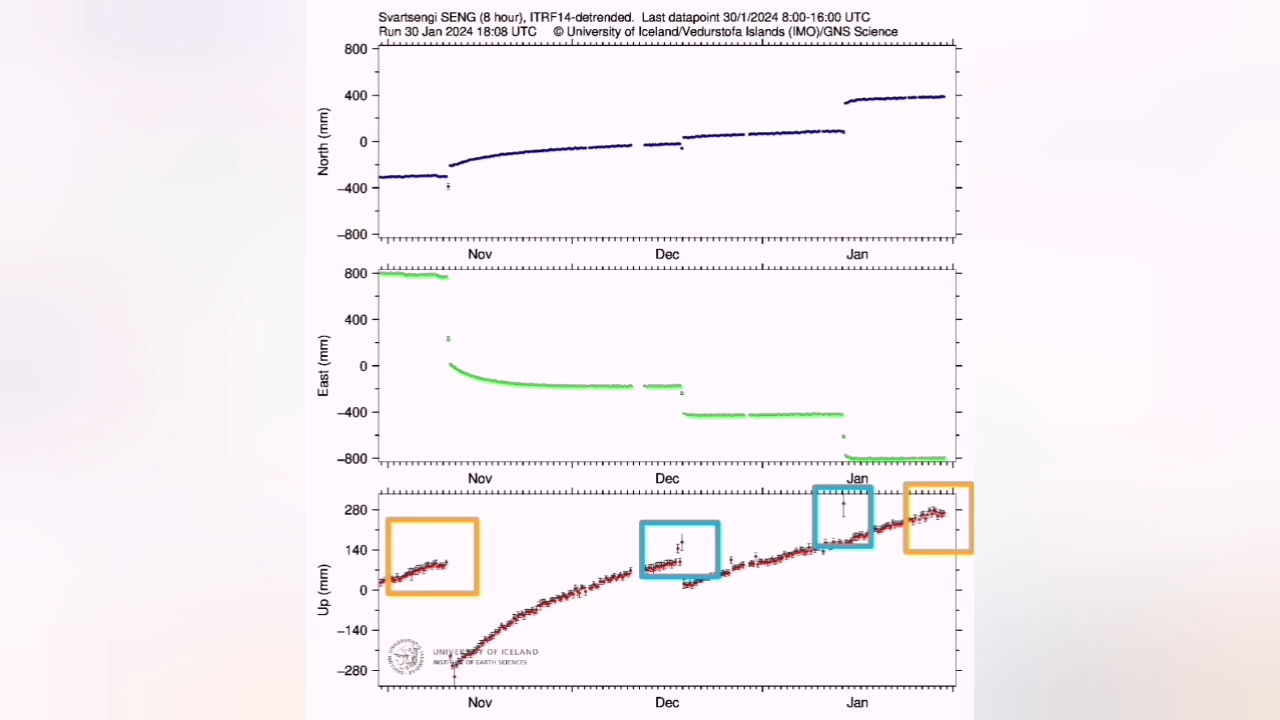 Svartsengi SENG (8 hour), ITRF14-detrended. Last datapoint 30/1/2024 8:00-16:00 UTC
Run 30 Jan 2024 18:08 UTC © University of Iceland/Vedurstofa Islands (IMO)/GNS Science
800
400
0
−400
−800
North (mm)
Nov Dec Jan
800
400
0
−400
−800
East (mm)
Nov Dec Jan
280
140
0
−140
−280
Up (mm)
UNIVERSITY OF ICELAND
INSTITUTE OF EARTH SCIENCES
Nov Dec Jan